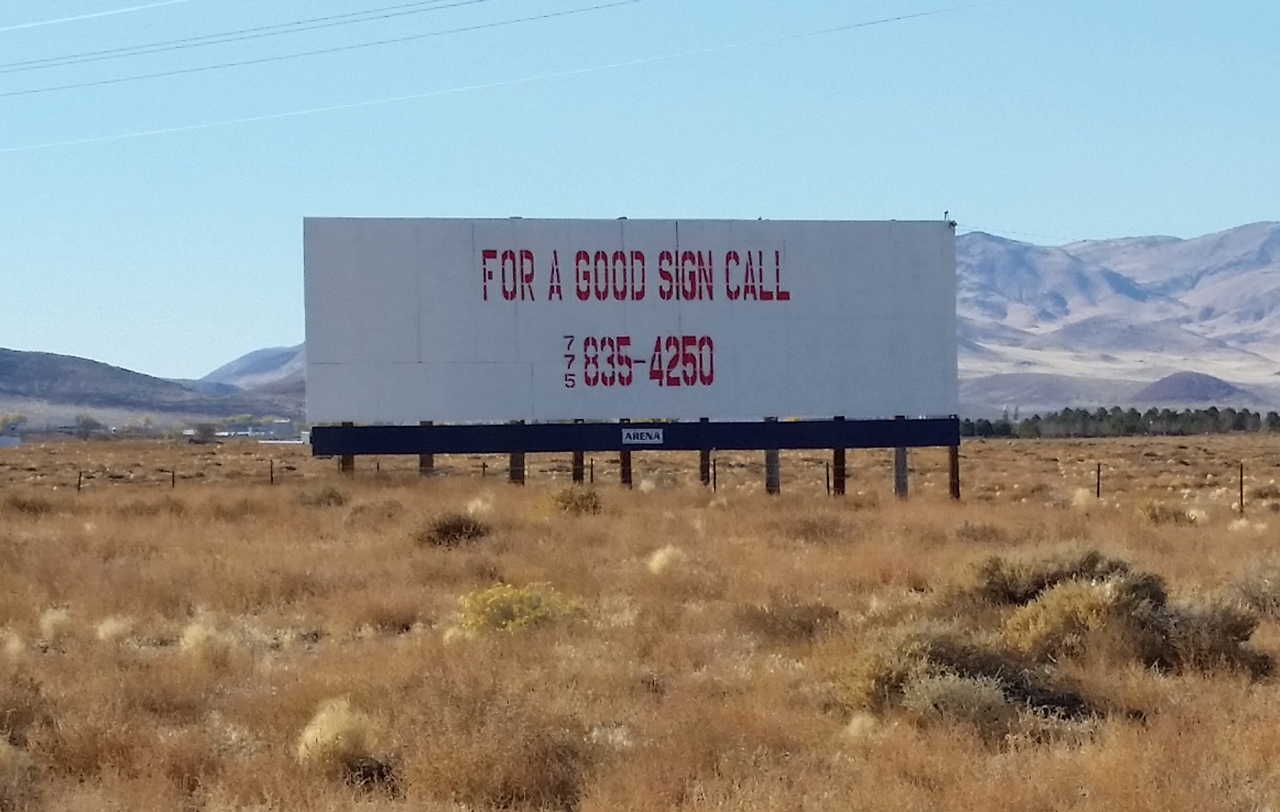 FOR A GOOD SIGN CALL
775 835-4250
ARENA